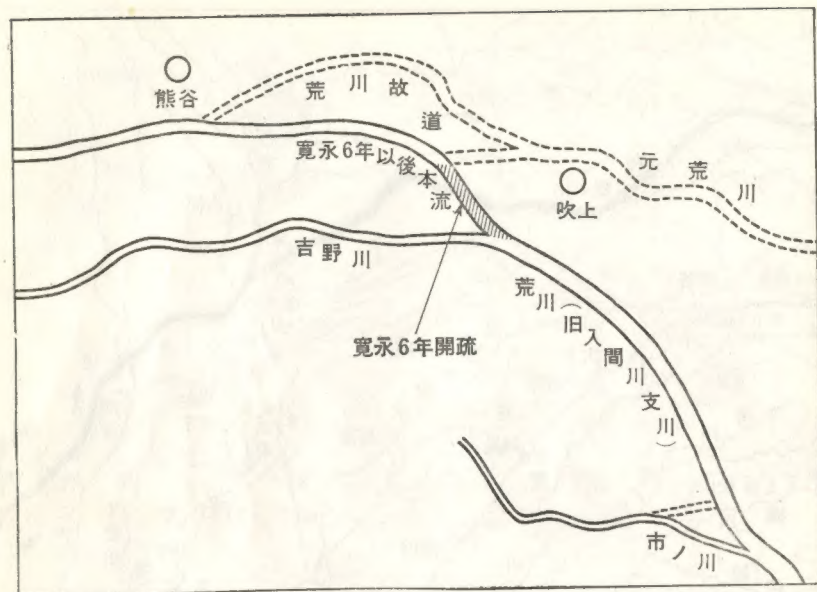 熊谷
荒川故道
寛永6年以後本流
元荒川
吹上
吉野川
荒川（旧入間川支川）
寛永6年開疏
市ノ川